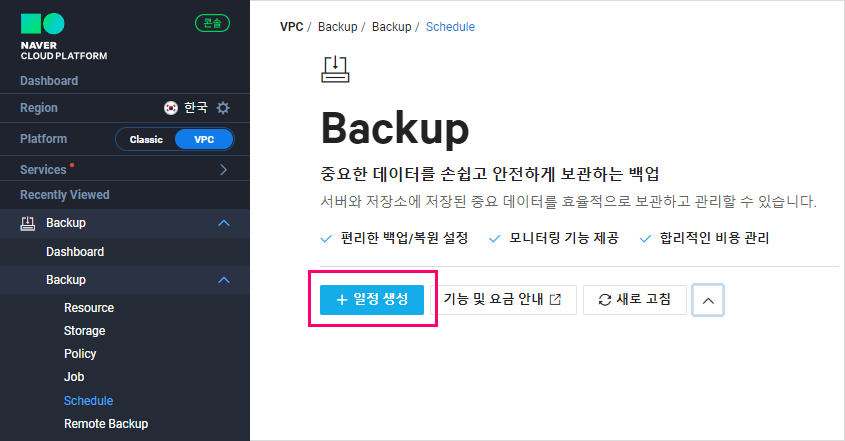 콘솔
NAVER
CLOUD PLATFORM
Dashboard
Region 한국
Platform Classic VPC
Services
Recently Viewed
Backup
Dashboard
Backup
Resource
Storage
Policy
Job
Schedule
Remote Backup
VPC / Backup / Backup / Schedule
Backup
중요한 데이터를 손쉽고 안전하게 보관하는 백업
서버와 저장소에 저장된 중요 데이터를 효율적으로 보관하고 관리할 수 있습니다.
편리한 백업/복원 설정 모니터링 기능 제공 합리적인 비용 관리
+ 일정 생성 기능 및 요금 안내 새로 고침